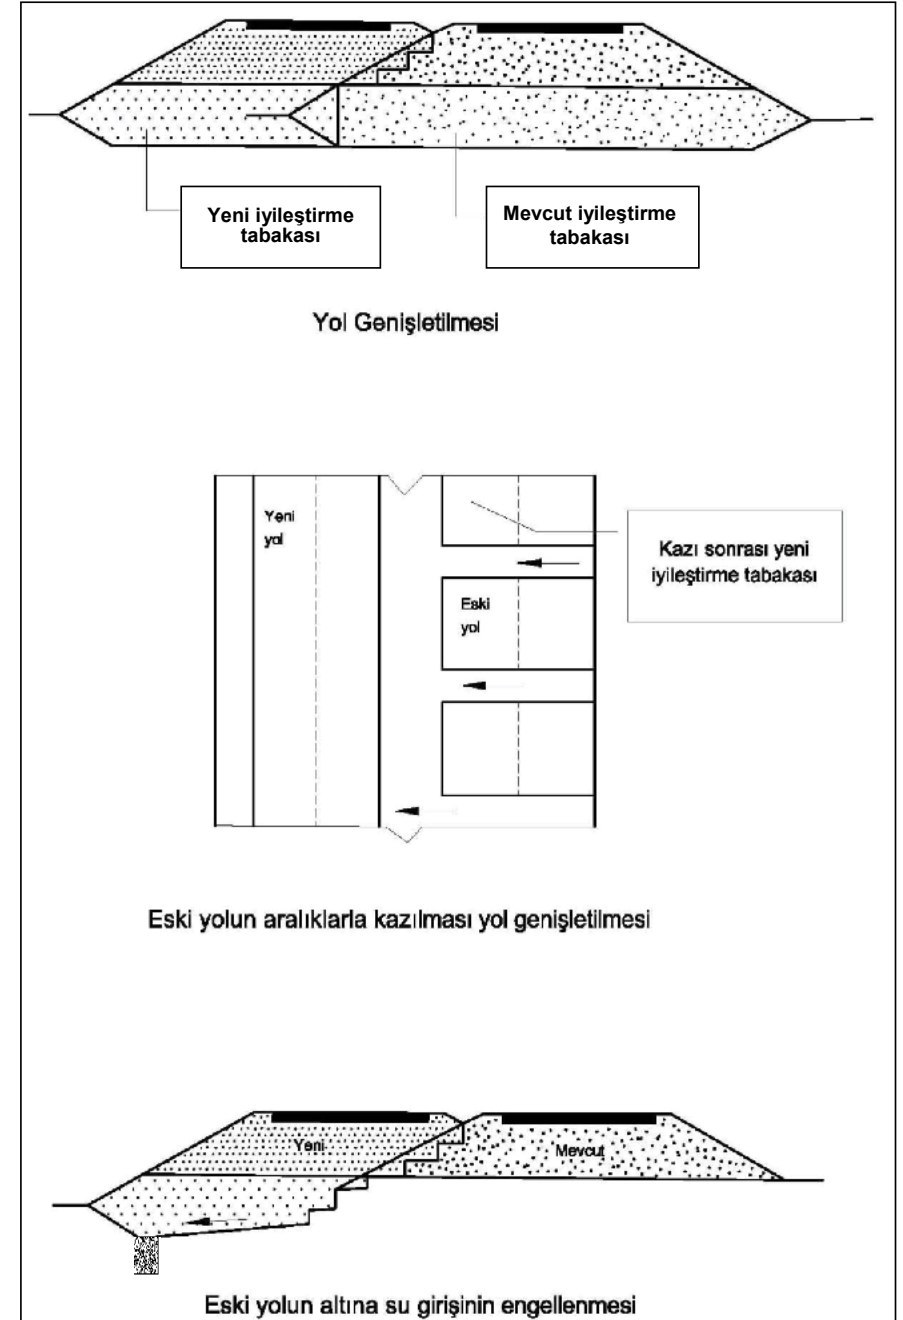 Yeni iyileştirme
tabakası
Mevcut iyileştirme
tabakası
Yol Genişletilmesi
Yeni
yol
Kazı sonrası yeni
iyileştirme tabakası
Eski
yol
Eski yolun aralıklarla kazılması yol genişletilmesi
Yeni
Mevcut
Eski yolun altına su girişinin engellenmesi